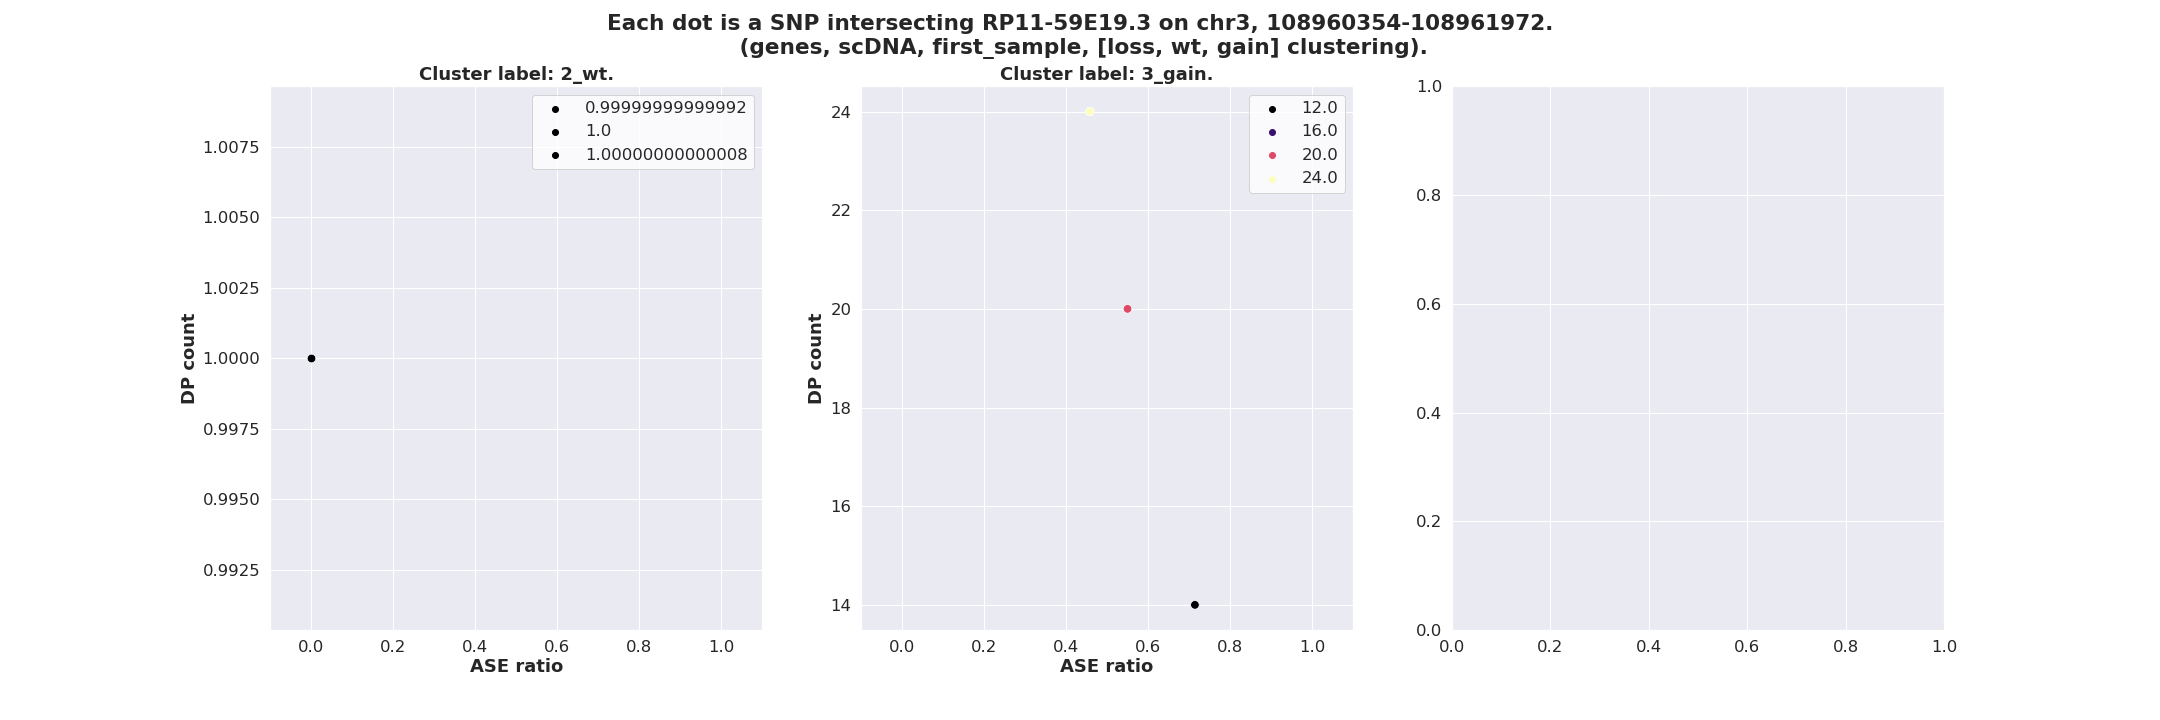 Each dot is a SNP intersecting RP11-59E19.3 on chr3, 108960354-108961972.
(genes, scDNA, first_sample, [loss, wt, gain] clustering).
Cluster label: 2_wt.
0.99999999999992
1.0
1.00000000000008
DP count
1.0075
1.0050
1.0025
1.0000
0.9975
0.9950
0.9925
0.0 0.2 0.4 0.6 0.8 1.0
ASE ratio
Cluster label: 3_gain.
12.0
16.0
20.0
24.0
DP count
24
22
20
18
16
14
0.0 0.2 0.4 0.6 0.8 1.0
ASE ratio
1.0
0.8
0.6
0.4
0.2
0.0
0.0 0.2 0.4 0.6 0.8 1.0